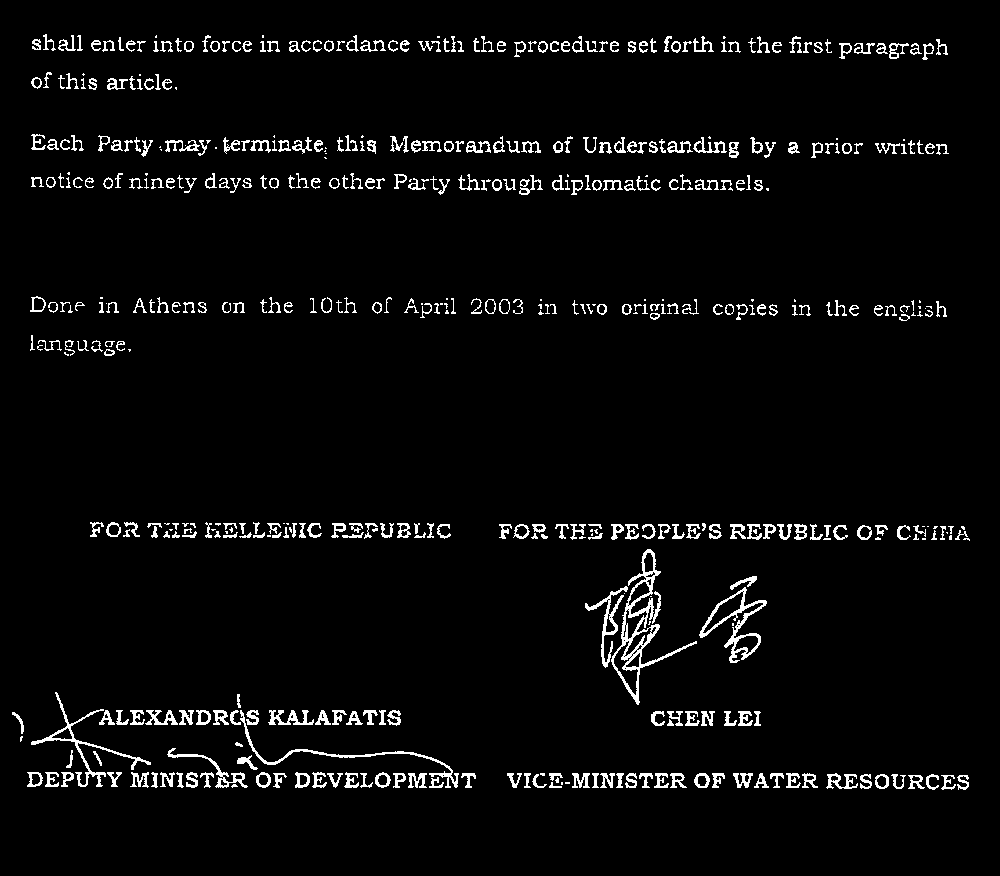 shall enter into force in accordance with the procedure set forth in the first paragraph
of this article.
Each Party may terminate this Memorandum of Understanding by a prior written
notice of ninety days to the other Party through diplomatic channels.
Done in Athens on the 10th of April 2003 in two original copies in the english
language.
FOR THE HELLENIC REPUBLIC
FOR THE PEOPLE'S REPUBLIC OF CHINA
陳雷
ALEXANDROS KALAFATIS
CHEN LEI
DEPUTY MINISTER OF DEVELOPMENT
VICE-MINISTER OF WATER RESOURCES